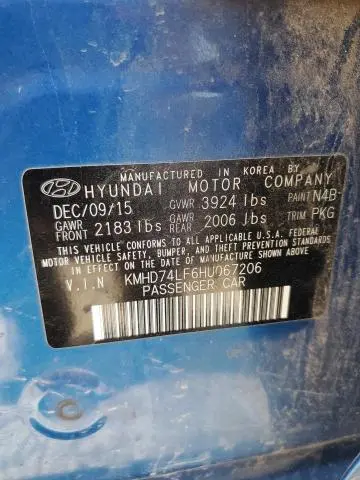 MANUFACTURED IN KOREA BY
HYUNDAI MOTOR COMPANY
DEC/09/15 GVWR 3924 lbs PAINT N4B
GAWR FRONT 2183 lbs GAWR REAR 2006 lbs TRIM PKG
THIS VEHICLE CONFORMS TO ALL APPLICABLE U.S.A. FEDERAL
MOTOR VEHICLE SAFETY, BUMPER, AND THEFT PREVENTION
STANDARDS IN EFFECT ON THE DATE OF MANUFACTURE SHOWN ABOVE.
V.I.N KMHD74LF6HU067206
PASSENGER CAR